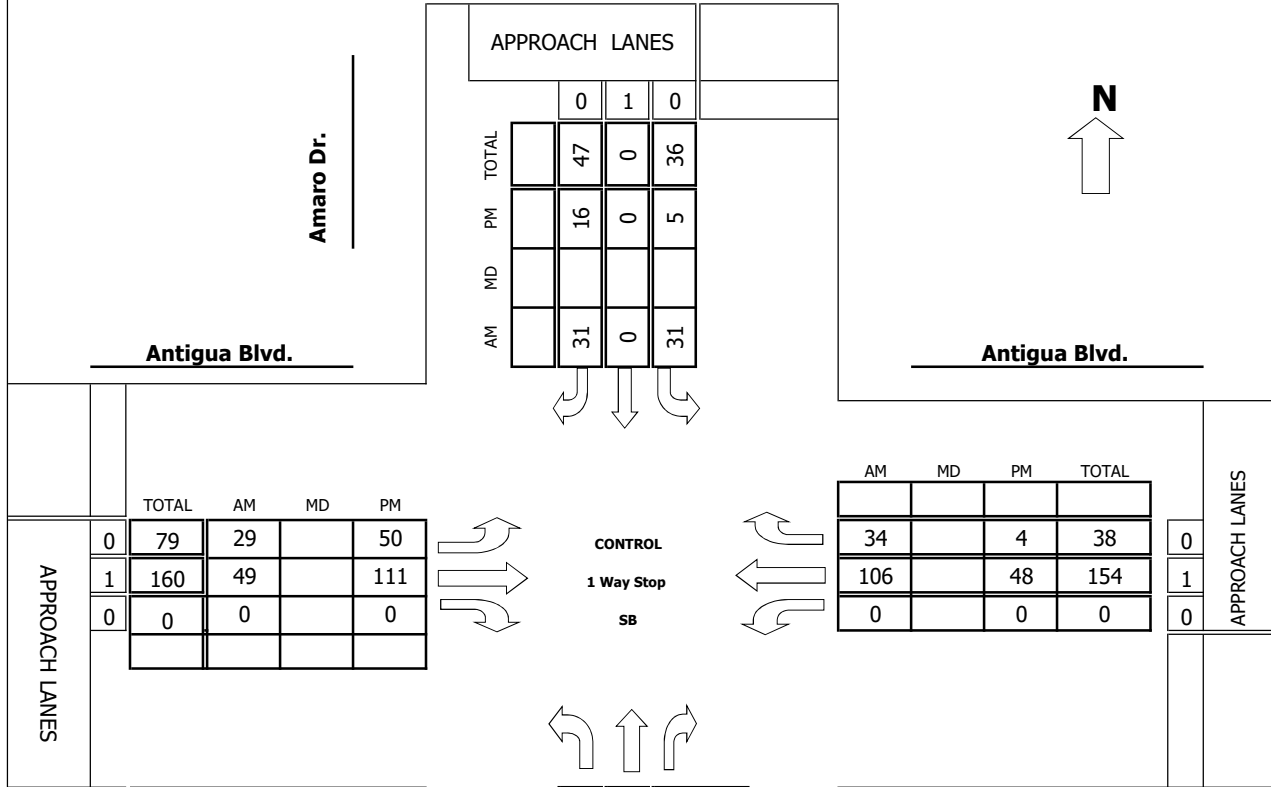 APPROACH LANES
N
0 1 0
Amaro Dr.
TOTAL 47 0 36
PM 16 0 5
MD
AM 31 0 31
Antigua Blvd.
Antigua Blvd.
TOTAL AM MD PM
0 79 29 50
1 160 49 111
0 0 0 0
APPROACH LANES
CONTROL
1 Way Stop
SB
AM MD PM TOTAL
34 4 38 0
106 48 154 1
0 0 0 0
APPROACH LANES